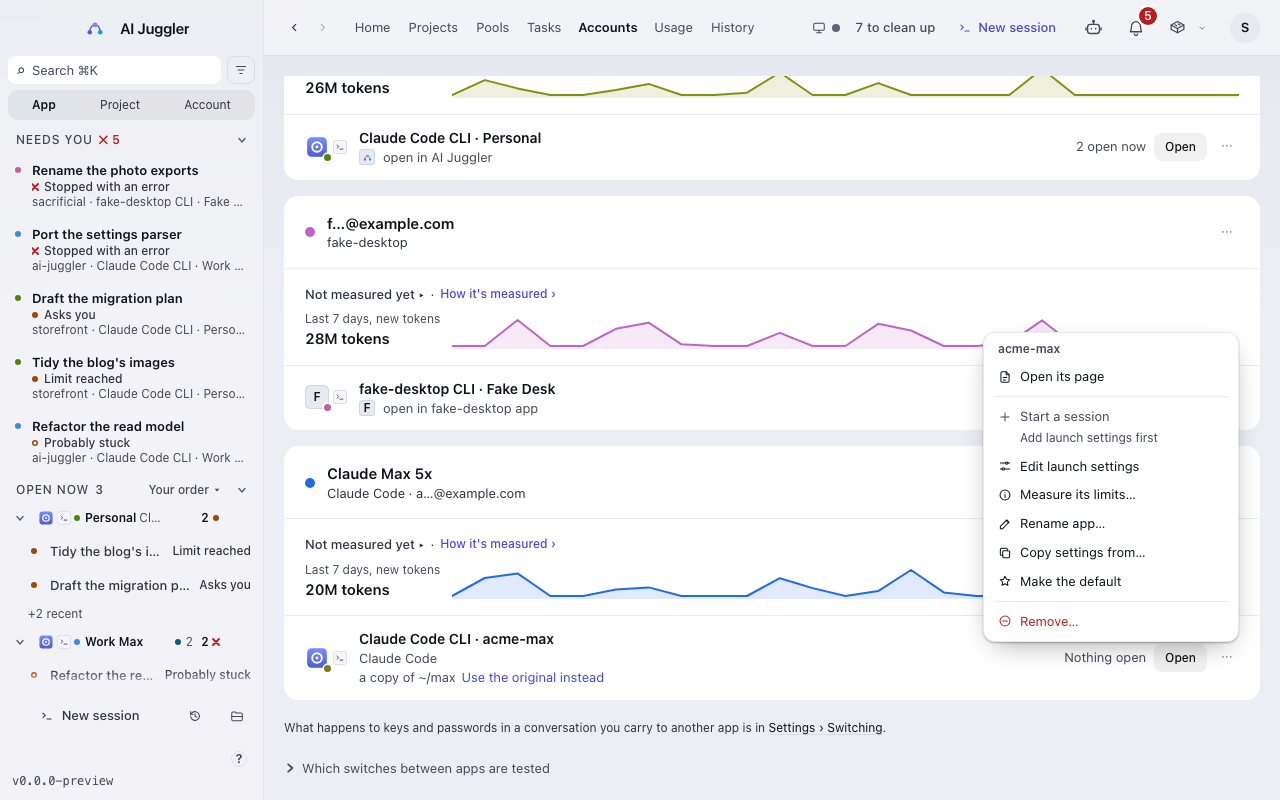 AI Juggler
Search ⌘K
App Project Account
NEEDS YOU 5
Rename the photo exports
Stopped with an error
sacrificial · fake-desktop CLI · Fake ...
Port the settings parser
Stopped with an error
ai-juggler · Claude Code CLI · Work ...
Draft the migration plan
Asks you
storefront · Claude Code CLI · Perso...
Tidy the blog's images
Limit reached
storefront · Claude Code CLI · Perso...
Refactor the read model
Probably stuck
ai-juggler · Claude Code CLI · Work ...
OPEN NOW 3 Your order
Personal Cl... 2
Tidy the blog's i... Limit reached
Draft the migration p... Asks you
+2 recent
Work Max 2 2
Refactor the re... Probably stuck
New session
?
v0.0.0-preview
Home Projects Pools Tasks Accounts Usage History 7 to clean up New session 5 S
26M tokens
Claude Code CLI · Personal
open in AI Juggler
2 open now Open ...
f...@example.com
fake-desktop
Not measured yet ▸ · How it's measured ›
Last 7 days, new tokens
28M tokens
F fake-desktop CLI · Fake Desk
F open in fake-desktop app
Claude Max 5x
Claude Code · a...@example.com
Not measured yet ▸ · How it's measured ›
Last 7 days, new tokens
20M tokens
Claude Code CLI · acme-max
Claude Code
a copy of ~/max Use the original instead
Nothing open Open ...
acme-max
Open its page
Start a session
Add launch settings first
Edit launch settings
Measure its limits...
Rename app...
Copy settings from...
Make the default
Remove...
What happens to keys and passwords in a conversation you carry to another app is in Settings › Switching.
Which switches between apps are tested